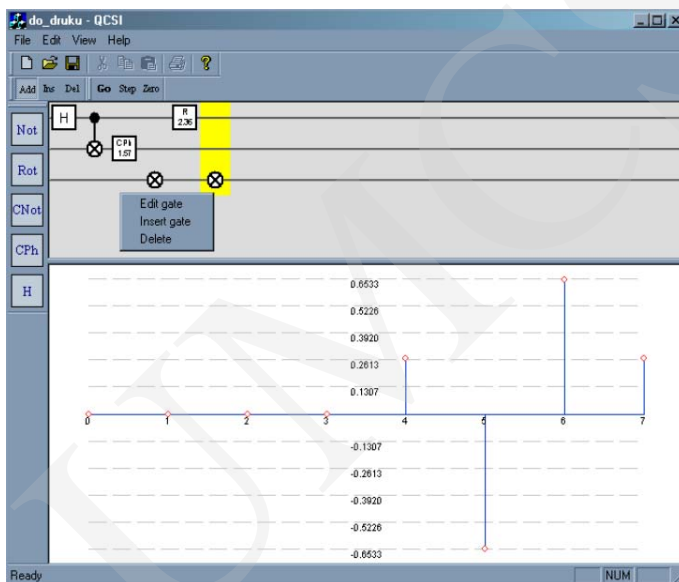 do_druku - QCSI
File Edit View Help
Add Ins Del Go Step Zero
Not
Rot
CNot
CPh
H
H
R
2.36
CPh
1.57
Edit gate
Insert gate
Delete
0.6533
0.5226
0.3920
0.2613
0.1307
0 1 2 3 4 5 6 7
-0.1307
-0.2613
-0.3920
-0.5226
-0.6533
Ready NUM
UMCS